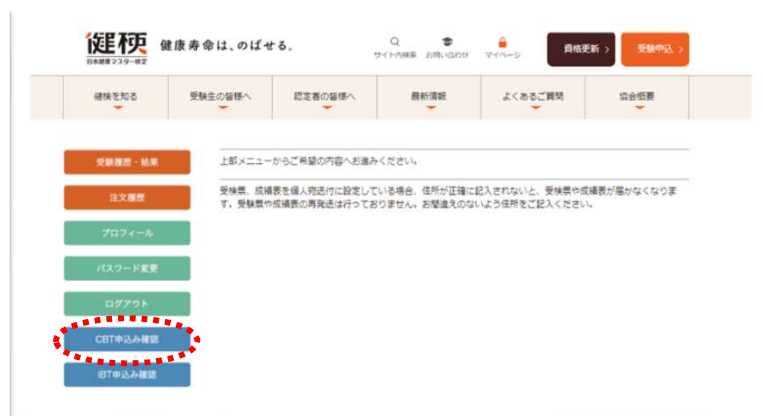 健検 健康寿命は、のばせる。
日本健康マスター検定
サイト内検索 お問い合わせ マイページ
資格更新 >
受験申込 >
健検を知る 受験生の皆様へ 認定者の皆様へ 最新情報 よくあるご質問 協会概要
受験履歴・結果
注文履歴
プロフィール
パスワード変更
ログアウト
CBT申込み確認
IBT申込み確認
上部メニューからご希望の内容へお進みください。
受検票、成績表を個人宛送付に設定している場合、住所が正確に記入されないと、受検票や成績表が届かなくなりま
す。受験票や成績表の再発送は行っておりません。お間違えのないよう住所をご記入ください。